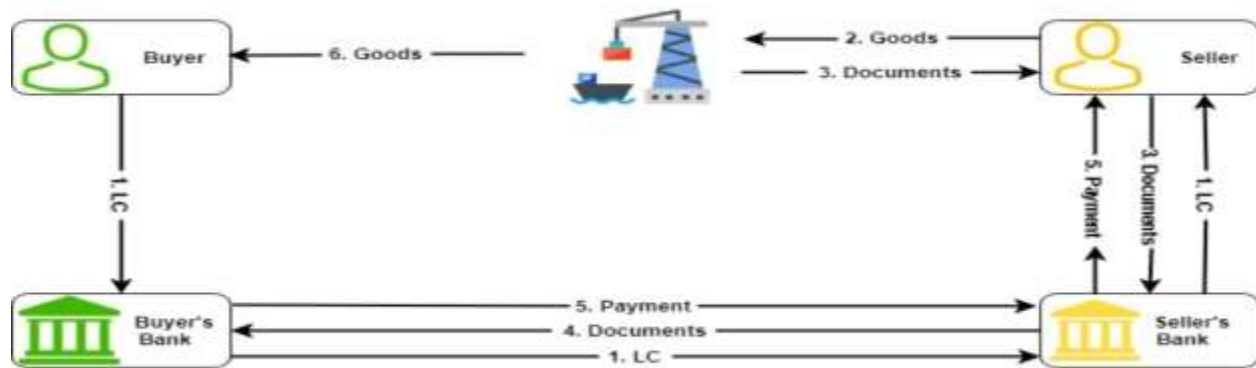 Buyer
6. Goods
2. Goods
3. Documents
Seller
1. LC
5. Payment
3. Documents
1. LC
Buyer's
Bank
5. Payment
4. Documents
1. LC
Seller's
Bank